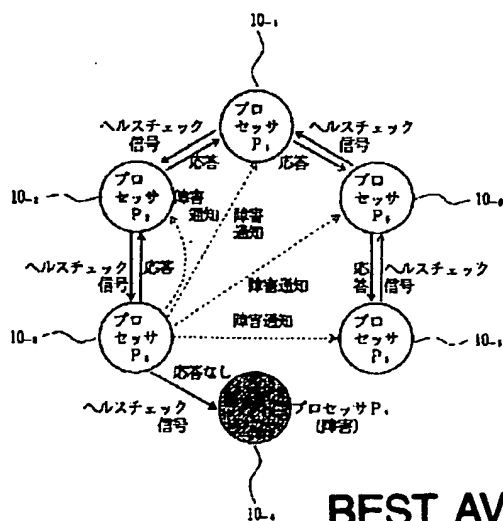 10-₁
プロ
セッサ
P₁
ヘルスチェック
信号
応答
ヘルスチェック
信号
応答
10-₂
プロ
セッサ
P₂
障害
通知
障害
通知
プロ
セッサ
10-₆
ヘルスチェック
信号
応答
障害通知
応
答
ヘルスチェック
信号
障害通知
10-₃
プロ
セッサ
プロ
セッサ
応答なし
ヘルスチェック
信号
プロセッサP₄
(障害)
10-₄
BEST AV